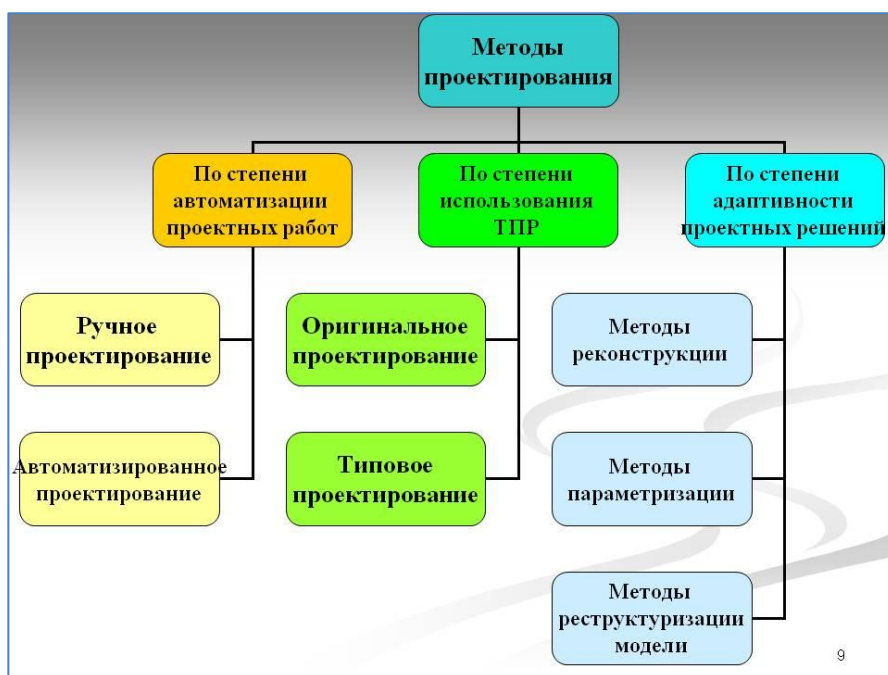 Методы
проектирования
По степени
автоматизации
проектных работ
По степени
использования
ТПР
По степени
адаптивности
проектных решений
Ручное
проектирование
Оригинальное
проектирование
Методы
реконструкции
Автоматизированное
проектирование
Типовое
проектирование
Методы
параметризации
Методы
реструктуризации
модели
9